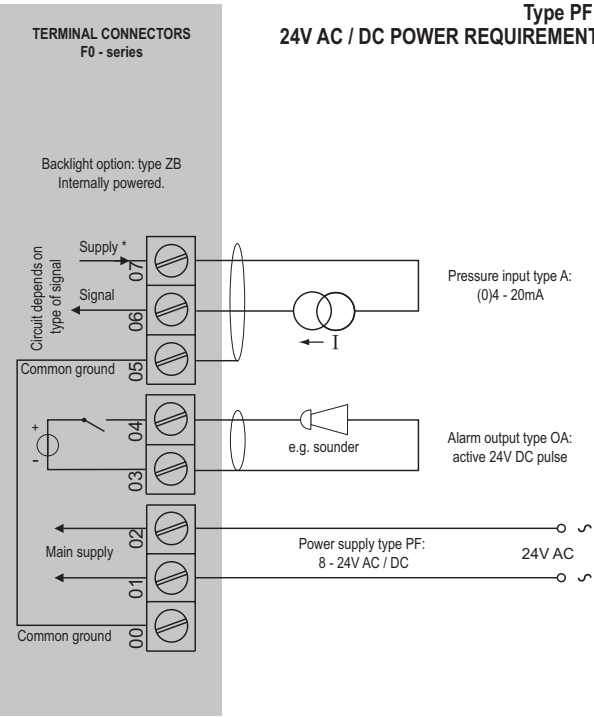 Type PF
24V AC / DC POWER REQUIREMENT
TERMINAL CONNECTORS
F0 - series
Backlight option: type ZB
Internally powered.
Circuit depends on
type of signal
Supply *
07
Signal
06
Common ground
05
I
Pressure input type A:
(0)4 - 20mA
+
-
04
03
e.g. sounder
Alarm output type OA:
active 24V DC pulse
02
Main supply
01
Power supply type PF:
8 - 24V AC / DC
24V AC
Common ground
00